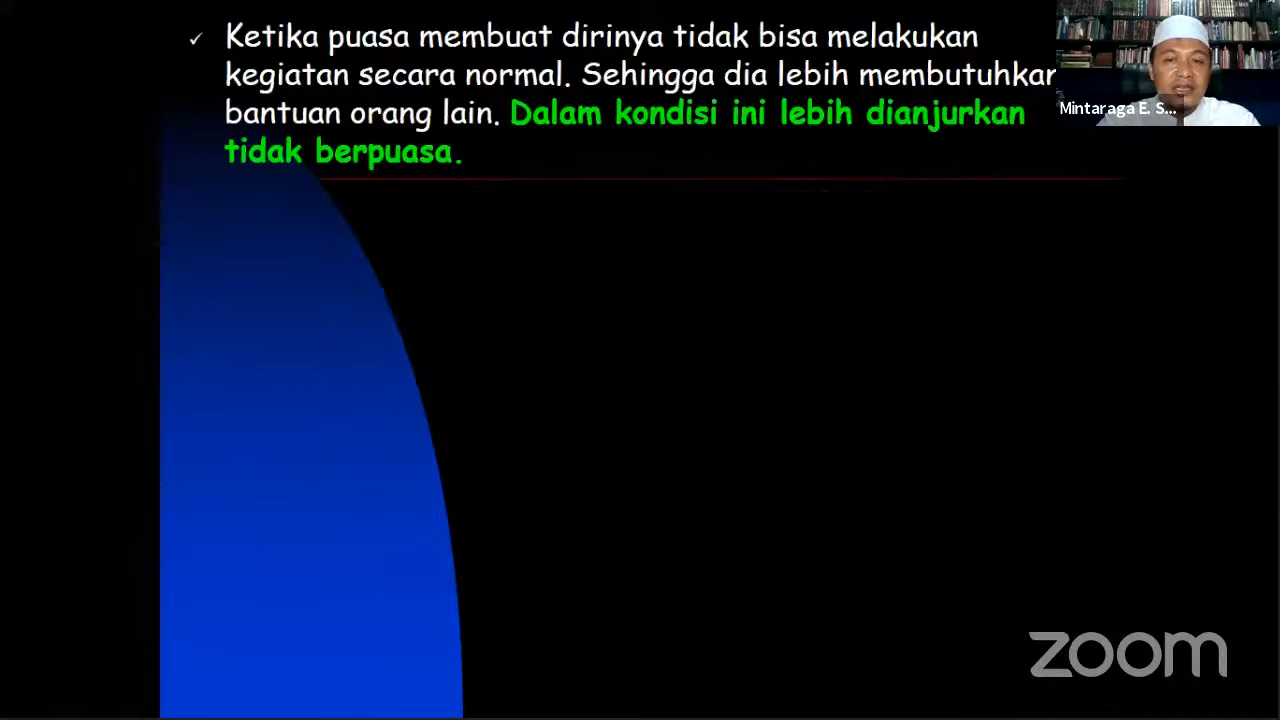 ✓ Ketika puasa membuat dirinya tidak bisa melakukan
kegiatan secara normal. Sehingga dia lebih membutuhkan
bantuan orang lain. Dalam kondisi ini lebih dianjurkan
tidak berpuasa.
Mintaraga E. S...
zoom